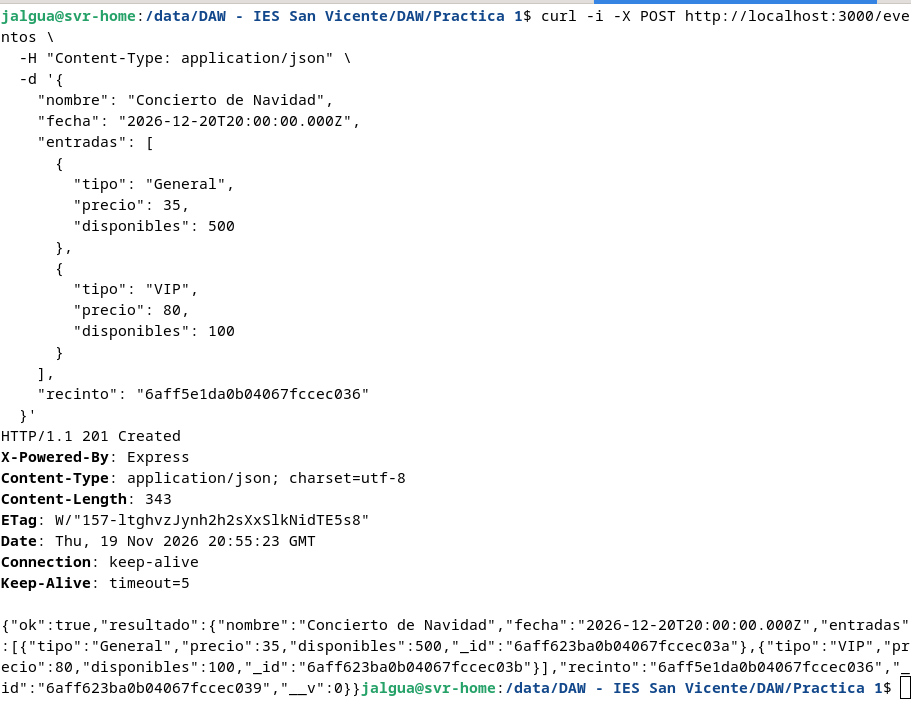 jalgua@svr-home:/data/DAW - IES San Vicente/DAW/Practica 1$ curl -i -X POST http://localhost:3000/eve
ntos \
  -H "Content-Type: application/json" \
  -d '{
    "nombre": "Concierto de Navidad",
    "fecha": "2026-12-20T20:00:00.000Z",
    "entradas": [
      {
        "tipo": "General",
        "precio": 35,
        "disponibles": 500
      },
      {
        "tipo": "VIP",
        "precio": 80,
        "disponibles": 100
      }
    ],
    "recinto": "6aff5e1da0b04067fccec036"
  }'
HTTP/1.1 201 Created
X-Powered-By: Express
Content-Type: application/json; charset=utf-8
Content-Length: 343
ETag: W/"157-ltghvzJynh2h2sXxSlkNidTE5s8"
Date: Thu, 19 Nov 2026 20:55:23 GMT
Connection: keep-alive
Keep-Alive: timeout=5

{"ok":true,"resultado":{"nombre":"Concierto de Navidad","fecha":"2026-12-20T20:00:00.000Z","entradas"
:[{"tipo":"General","precio":35,"disponibles":500,"_id":"6aff623ba0b04067fccec03a"},{"tipo":"VIP","pr
ecio":80,"disponibles":100,"_id":"6aff623ba0b04067fccec03b"}],"recinto":"6aff5e1da0b04067fccec036","_
id":"6aff623ba0b04067fccec039","__v":0}}jalgua@svr-home:/data/DAW - IES San Vicente/DAW/Practica 1$